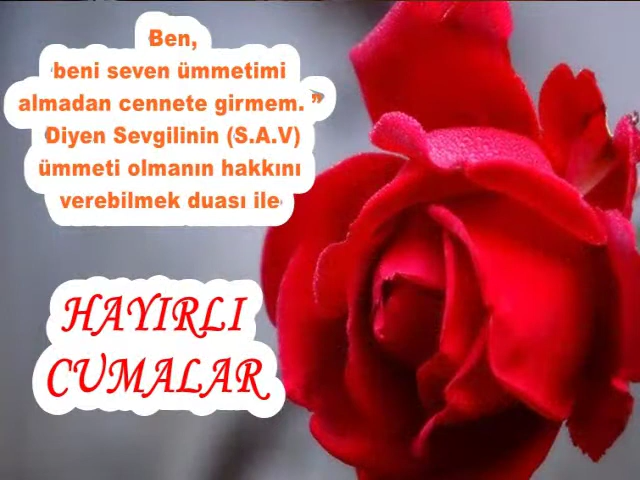 Ben,
beni seven ümmetimi
almadan cennete girmem. ”
Diyen Sevgilinin (S.A.V)
ümmeti olmanın hakkını
verebilmek duası ile
HAYIRLI
CUMALAR